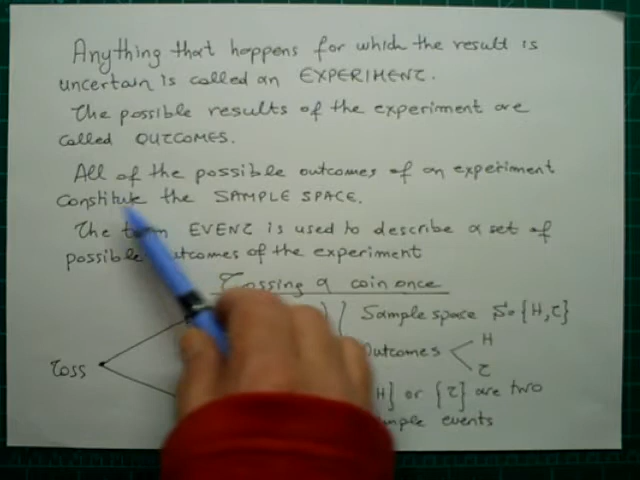 Anything that happens for which the result is
uncertain is called an EXPERIMENT.
The possible results of the experiment are
called OUTCOMES.
All of the possible outcomes of an experiment
constitute the SAMPLE SPACE.
The term EVENT is used to describe a set of
possible outcomes of the experiment
Tossing a coin once
Sample space S={H,T}
Toss
outcomes H
T
H} or {T} are two
events